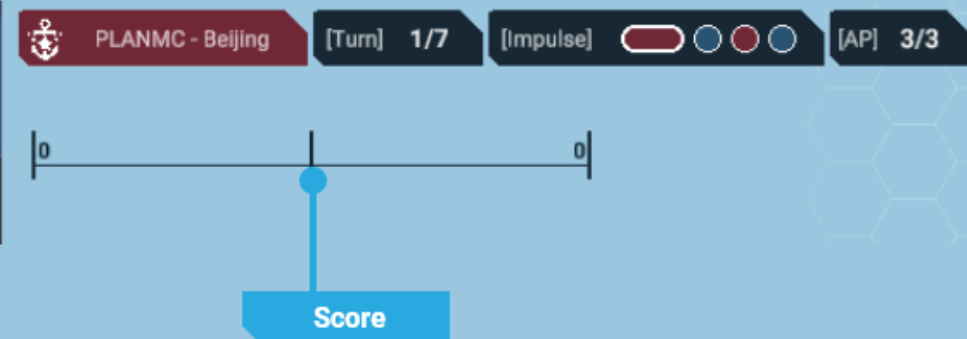 PLANMC - Beijing [Turn] 1/7 [Impulse] [AP] 3/3
0 0
Score